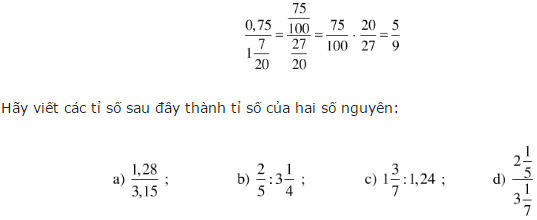 \frac{0,75}{1\frac{7}{20}} = \frac{\frac{75}{100}}{\frac{27}{20}} = \frac{75}{100} \cdot \frac{20}{27} = \frac{5}{9}
Hãy viết các tỉ số sau đây thành tỉ số của hai số nguyên:
a) \frac{1,28}{3,15} ; b) \frac{2}{5} : 3\frac{1}{4} ; c) 1\frac{3}{7} : 1,24 ; d) \frac{2\frac{1}{5}}{3\frac{1}{7}}